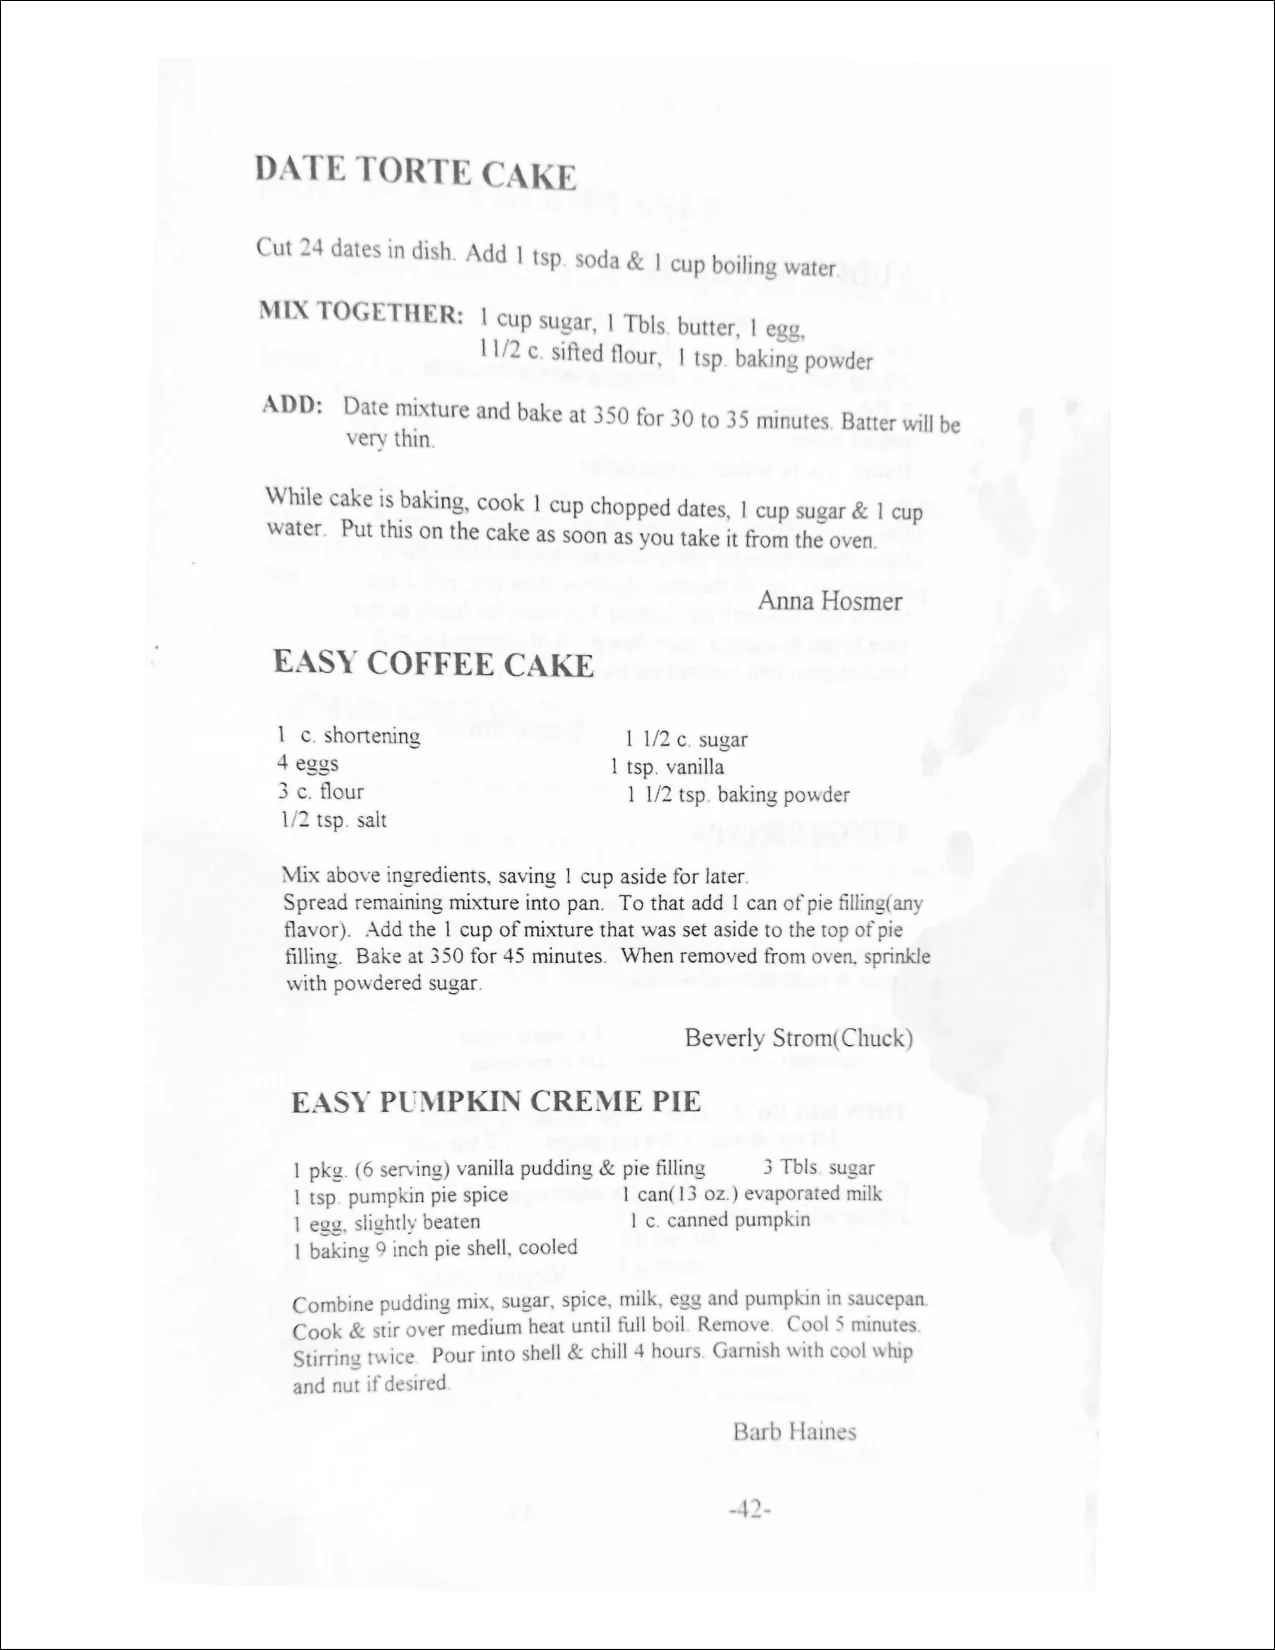 DATE TORTE CAKE
Cut 24 dates in dish. Add 1 tsp. soda & 1 cup boiling water.
MIX TOGETHER: 1 cup sugar, 1 Tbls. butter, 1 egg,
1 1/2 c. sifted flour, 1 tsp. baking powder
ADD: Date mixture and bake at 350 for 30 to 35 minutes. Batter will be
very thin.
While cake is baking, cook 1 cup chopped dates, 1 cup sugar & 1 cup
water. Put this on the cake as soon as you take it from the oven.
Anna Hosmer
EASY COFFEE CAKE
1 c. shortening 1 1/2 c. sugar
4 eggs 1 tsp. vanilla
3 c. flour 1 1/2 tsp. baking powder
1/2 tsp. salt
Mix above ingredients, saving 1 cup aside for later.
Spread remaining mixture into pan. To that add 1 can of pie filling(any
flavor). Add the 1 cup of mixture that was set aside to the top of pie
filling. Bake at 350 for 45 minutes. When removed from oven, sprinkle
with powdered sugar.
Beverly Strom(Chuck)
EASY PUMPKIN CREME PIE
1 pkg. (6 serving) vanilla pudding & pie filling 3 Tbls. sugar
1 tsp. pumpkin pie spice 1 can(13 oz.) evaporated milk
1 egg, slightly beaten 1 c. canned pumpkin
1 baking 9 inch pie shell, cooled
Combine pudding mix, sugar, spice, milk, egg and pumpkin in saucepan.
Cook & stir over medium heat until full boil. Remove. Cool 5 minutes.
Stirring twice. Pour into shell & chill 4 hours. Garnish with cool whip
and nut if desired.
Barb Haines
-42-